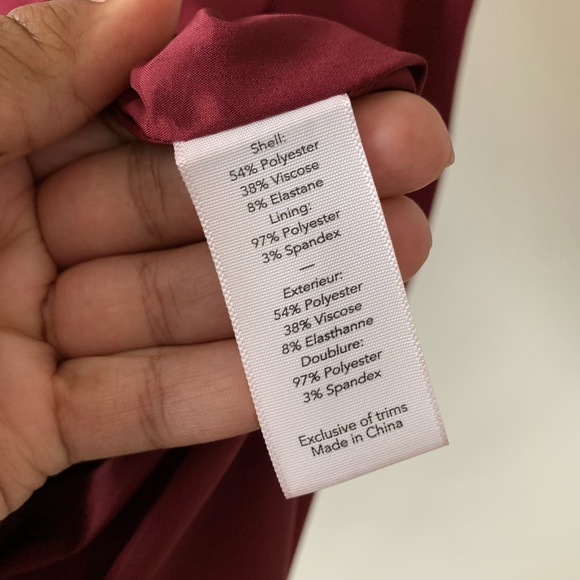 Shell:
54% Polyester
38% Viscose
8% Elastane
Lining:
97% Polyester
3% Spandex
—
Exterieur:
54% Polyester
38% Viscose
8% Elasthanne
Doublure:
97% Polyester
3% Spandex
Exclusive of trims
Made in China